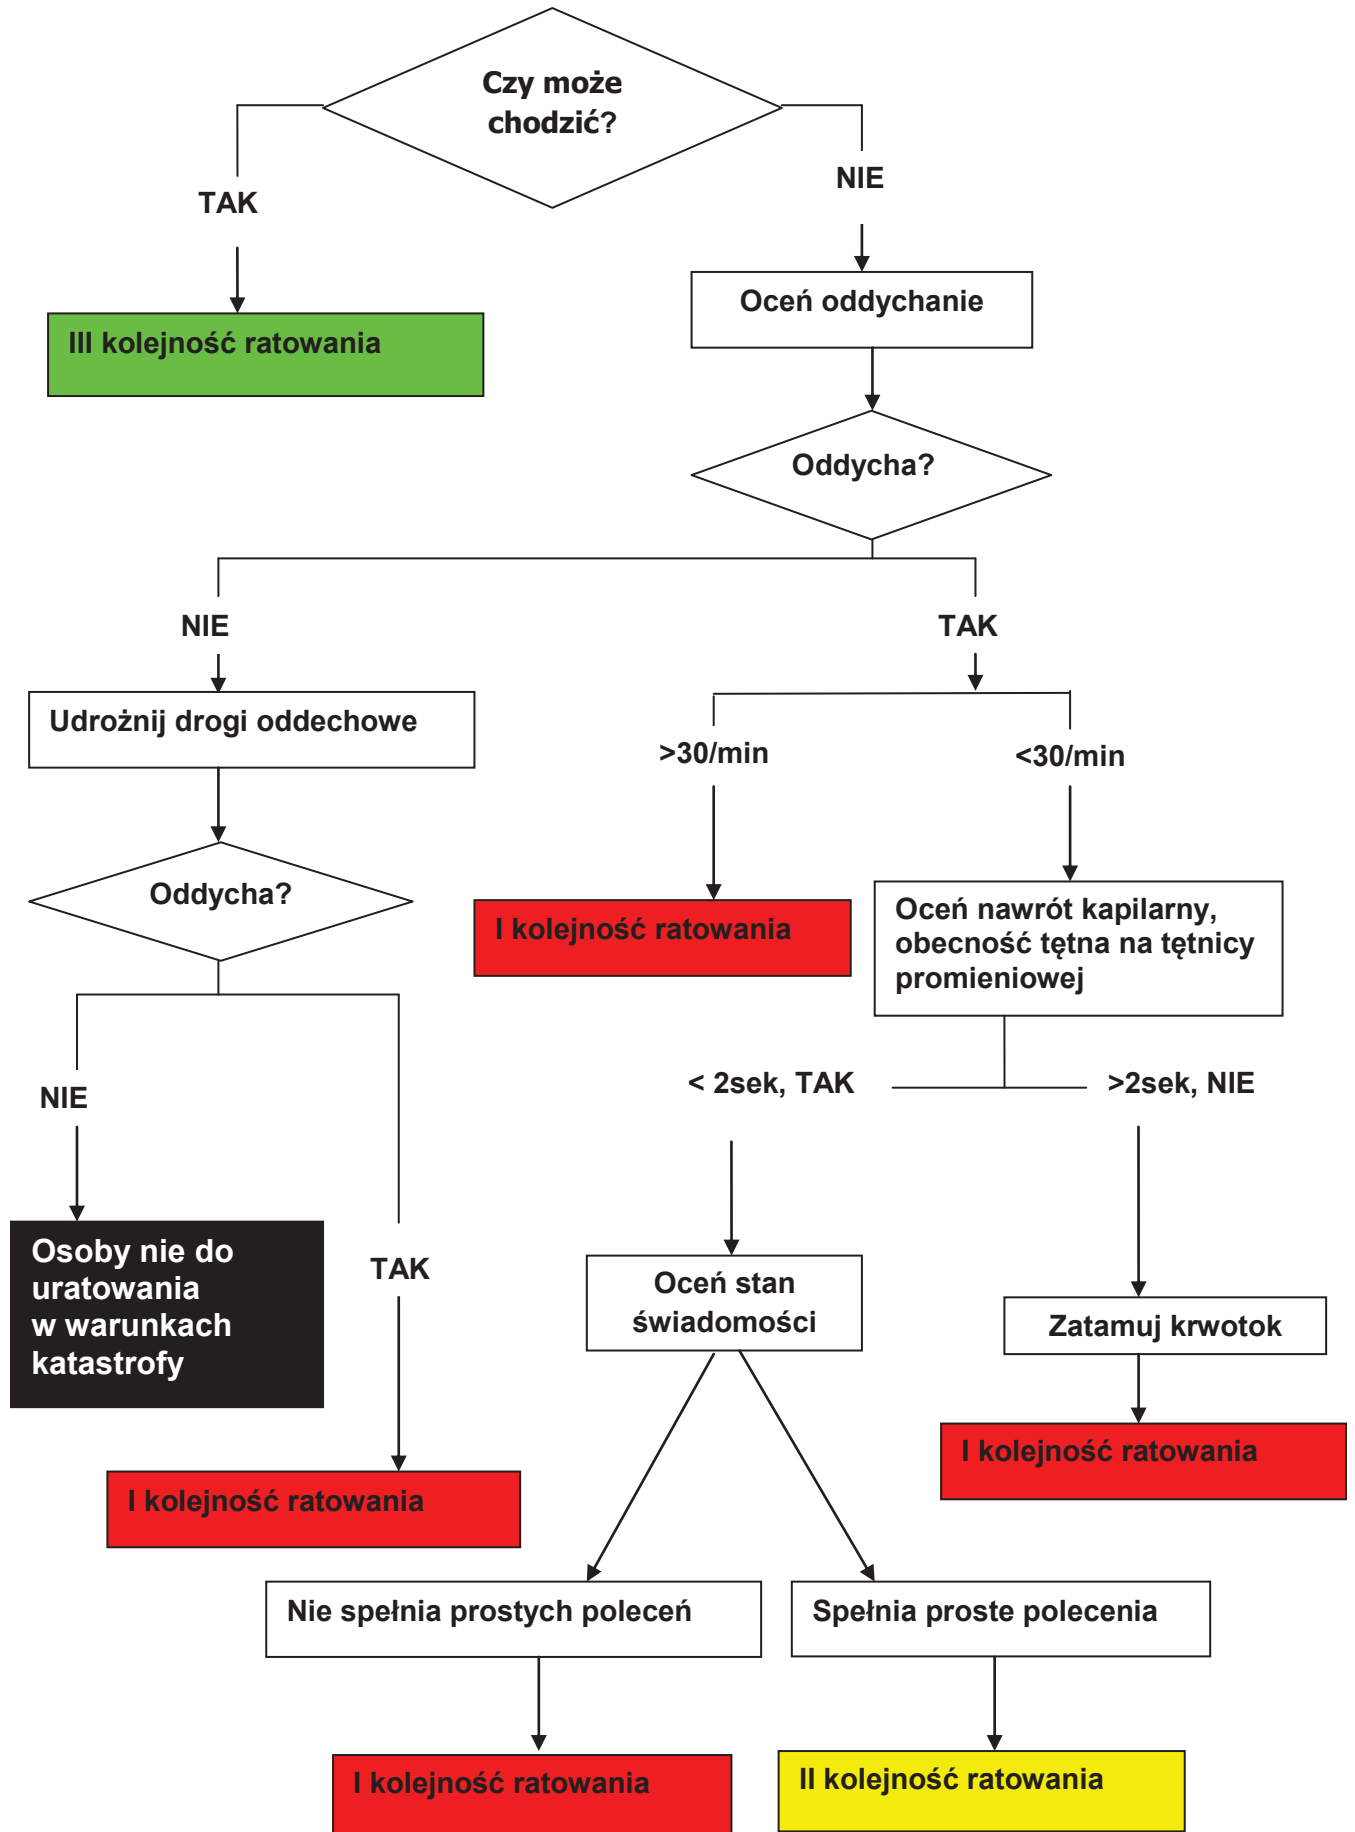 Czy może
chodzić?
TAK
NIE
III kolejność ratowania
Oceń oddychanie
Oddycha?
NIE
TAK
Udrożnij drogi oddechowe
>30/min
<30/min
Oddycha?
I kolejność ratowania
Oceń nawrót kapilarny,
obecność tętna na tętnicy
promieniowej
NIE
< 2sek, TAK
>2sek, NIE
Osoby nie do
uratowania
w warunkach
katastrofy
TAK
Oceń stan
świadomości
Zatamuj krwotok
I kolejność ratowania
I kolejność ratowania
Nie spełnia prostych poleceń
Spełnia proste polecenia
I kolejność ratowania
II kolejność ratowania